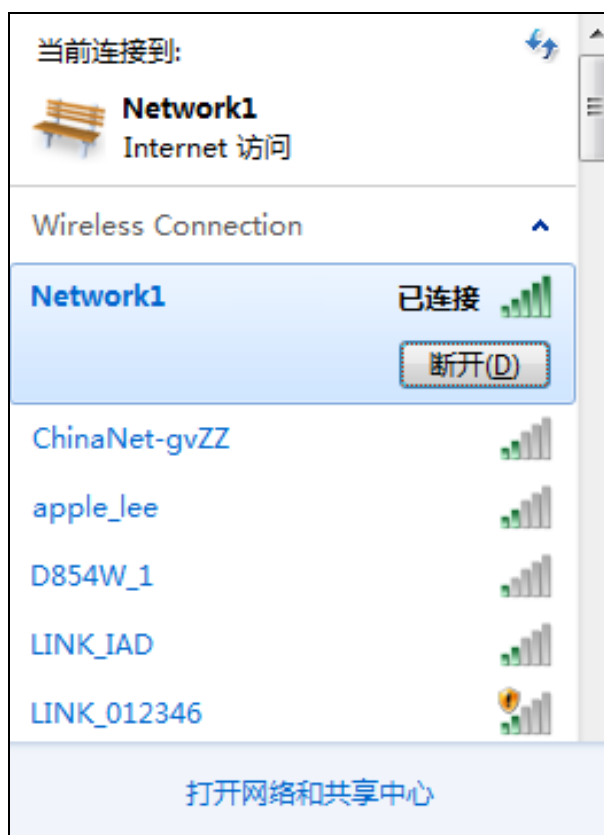 当前连接到:
Network1
Internet 访问
Wireless Connection
Network1 已连接
断开(D)
ChinaNet-gvZZ
apple_lee
D854W_1
LINK_IAD
LINK_012346
打开网络和共享中心